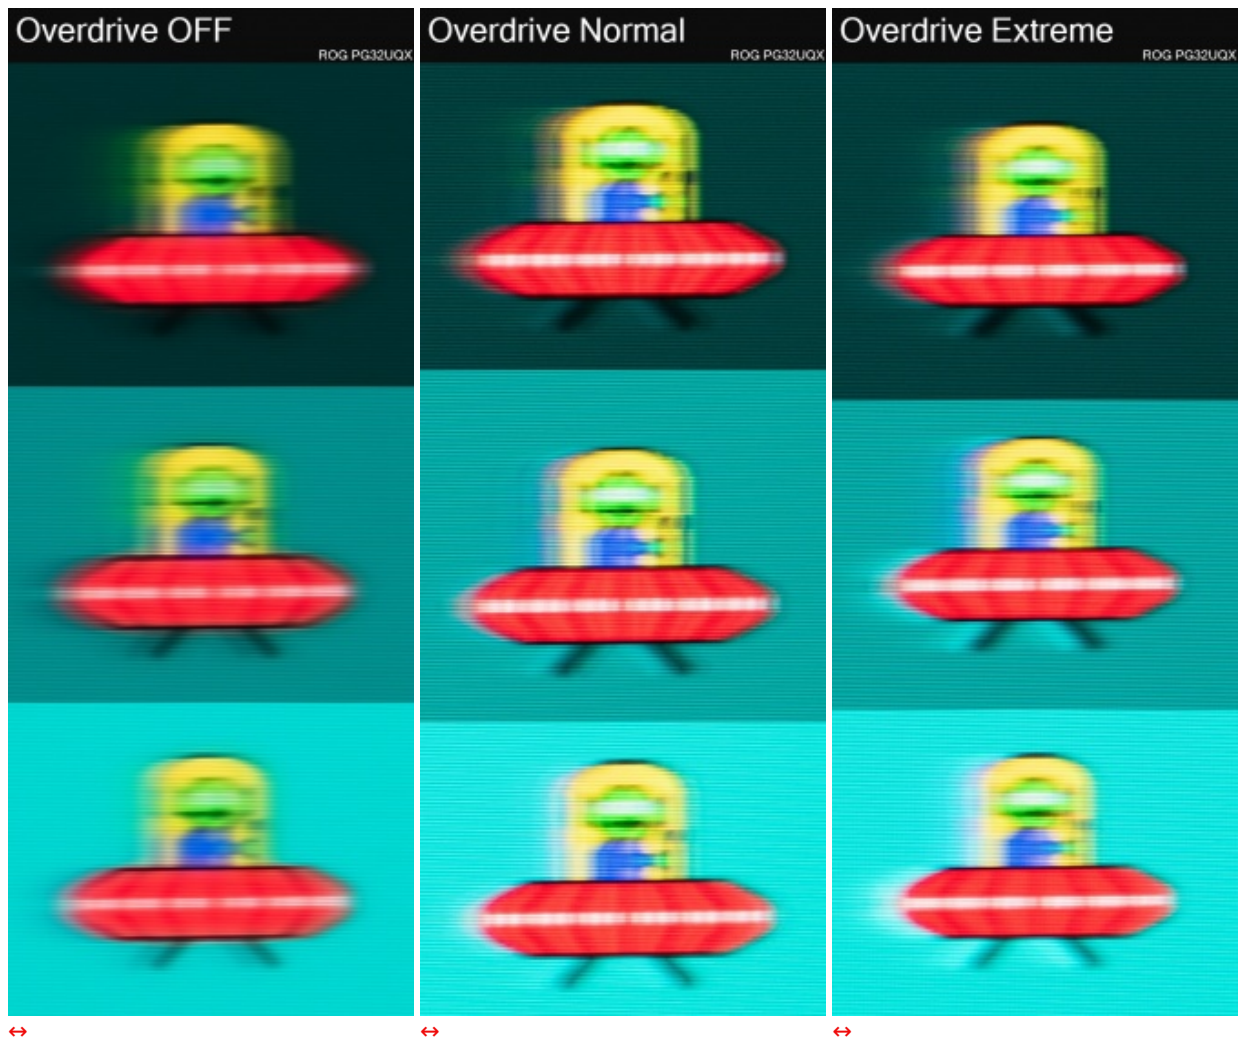 Overdrive OFF
ROG PG32UQX
Overdrive Normal
ROG PG32UQX
Overdrive Extreme
ROG PG32UQX